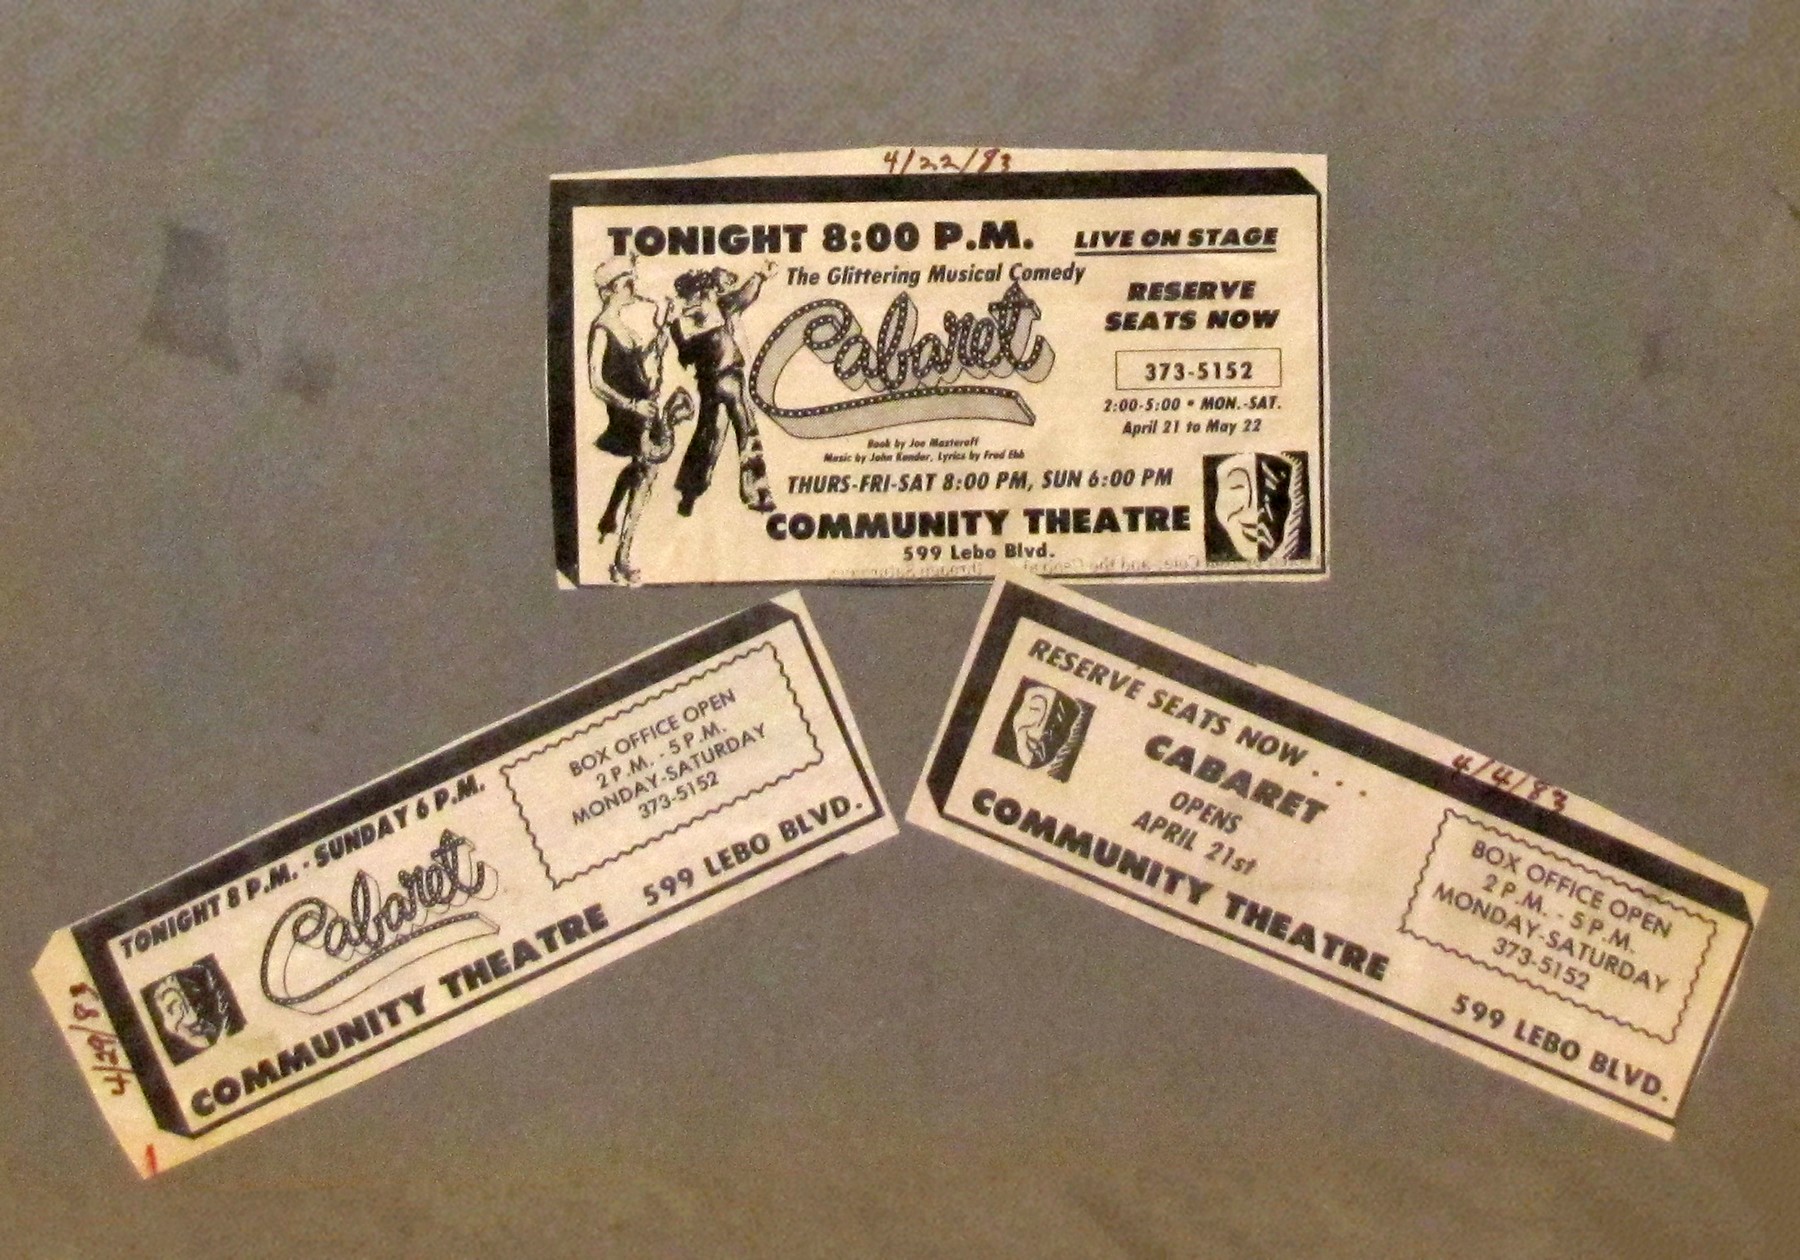 4/22/83
TONIGHT 8:00 P.M.
LIVE ON STAGE
The Glittering Musical Comedy
Cabaret
RESERVE
SEATS NOW
373-5152
2:00-5:00 • MON.-SAT.
April 21 to May 22
Book by Joe Masteroff
Music by John Kander, Lyrics by Fred Ebb
THURS-FRI-SAT 8:00 PM, SUN 6:00 PM
COMMUNITY THEATRE
599 Lebo Blvd.
4/29/83
TONIGHT 8 P.M. - SUNDAY 6 P.M.
Cabaret
BOX OFFICE OPEN
2 P.M. - 5 P.M.
MONDAY-SATURDAY
373-5152
COMMUNITY THEATRE
599 LEBO BLVD.
4/4/83
RESERVE SEATS NOW . . . .
CABARET
OPENS
APRIL 21st
BOX OFFICE OPEN
2 P.M. - 5 P.M.
MONDAY-SATURDAY
373-5152
COMMUNITY THEATRE
599 LEBO BLVD.